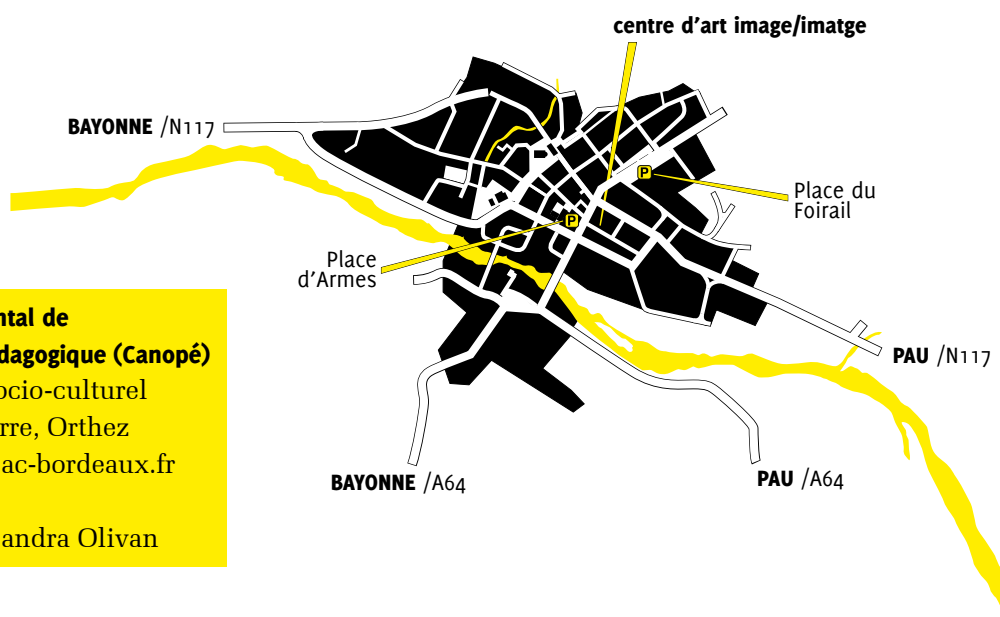 centre d’art image/imatge
BAYONNE /N117
P
Place du
Foirail
P
Place
d’Armes
PAU /N117
BAYONNE /A64
PAU /A64
ntal de
dagogique (Canopé)
ocio-culturel
rre, Orthez
ac-bordeaux.fr
andra Olivan